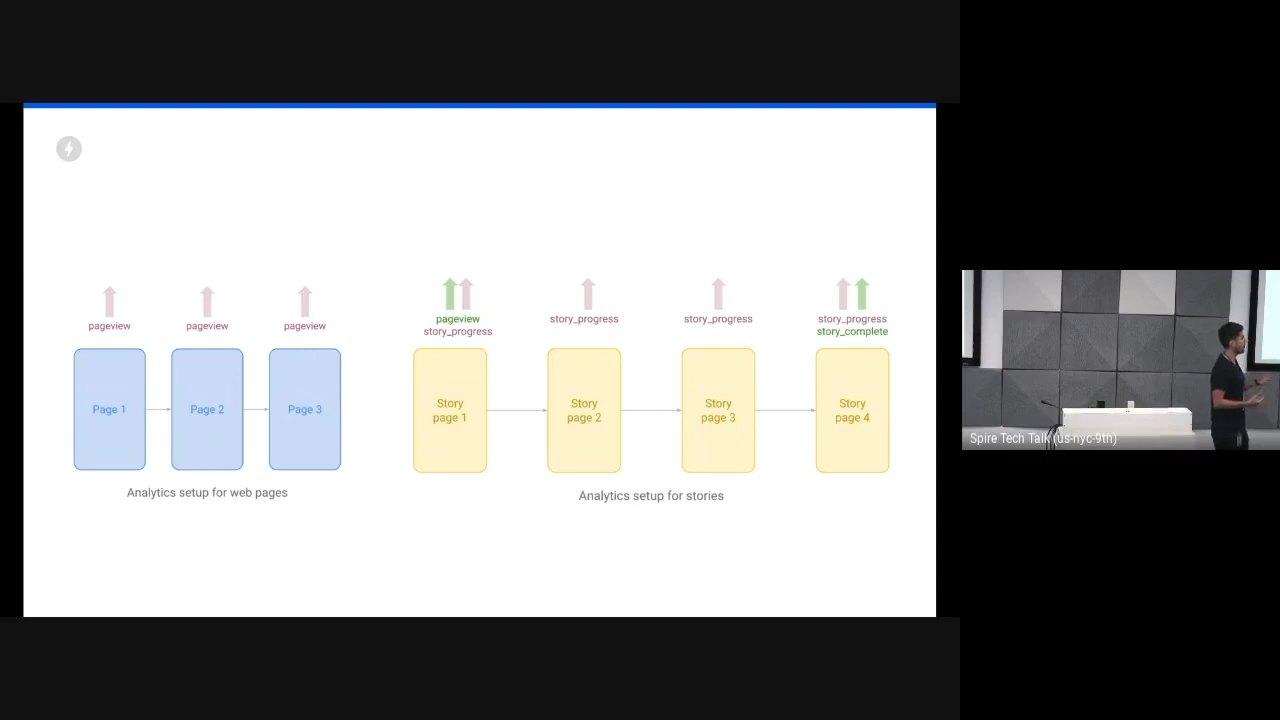 pageview
pageview
pageview
Page 1
Page 2
Page 3
Analytics setup for web pages
pageview
story_progress
story_progress
story_progress
story_progress
story_complete
Story
page 1
Story
page 2
Story
page 3
Story
page 4
Analytics setup for stories
Spire Tech Talk (us-nyc-9th)